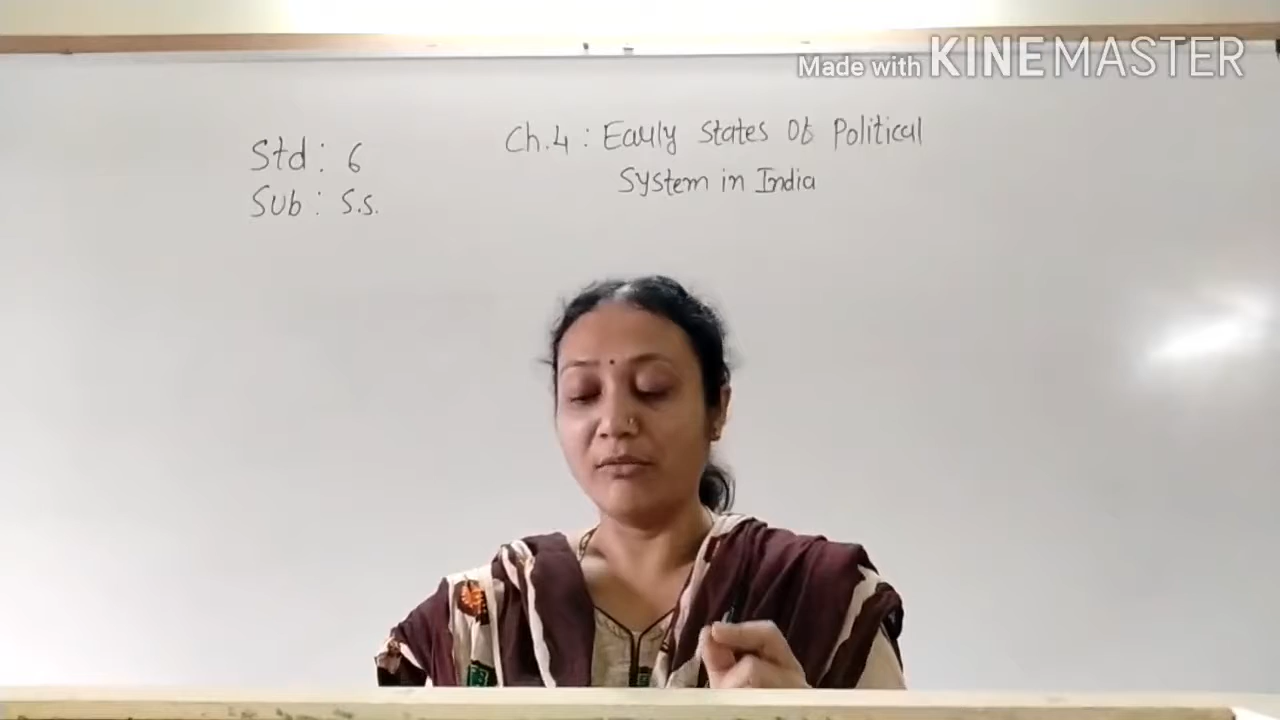 Made with KINEMASTER
Std : 6
Sub : S.S.
Ch.4 : Early States Of Political
System in India